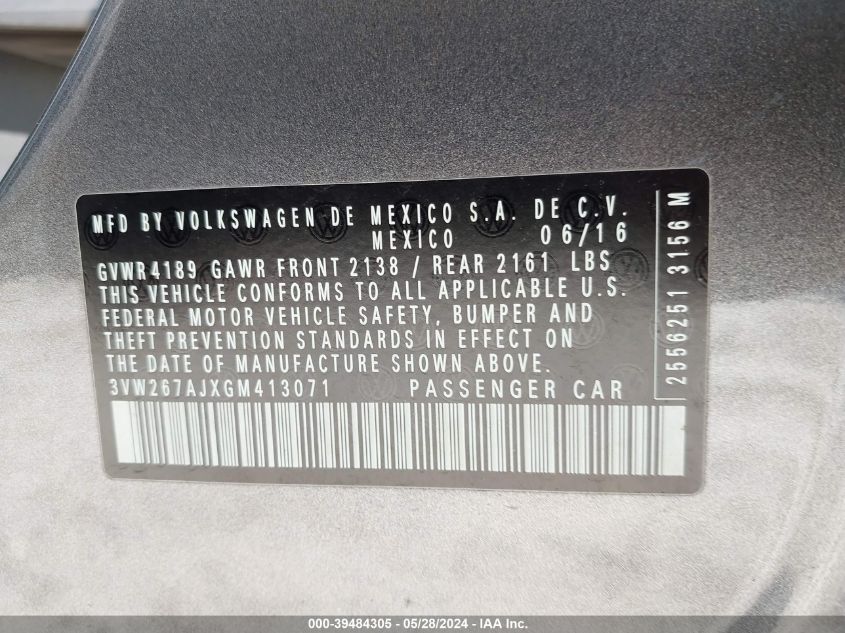 MFD BY VOLKSWAGEN DE MEXICO S.A. DE C.V.
MEXICO 06/16
GVWR4189 GAWR FRONT 2138 / REAR 2161 LBS
THIS VEHICLE CONFORMS TO ALL APPLICABLE U.S.
FEDERAL MOTOR VEHICLE SAFETY, BUMPER AND
THEFT PREVENTION STANDARDS IN EFFECT ON
THE DATE OF MANUFACTURE SHOWN ABOVE.
3VW267AJXGM413071 PASSENGER CAR
2556251 3156 M
000-39484305 - 05/28/2024 - IAA Inc.